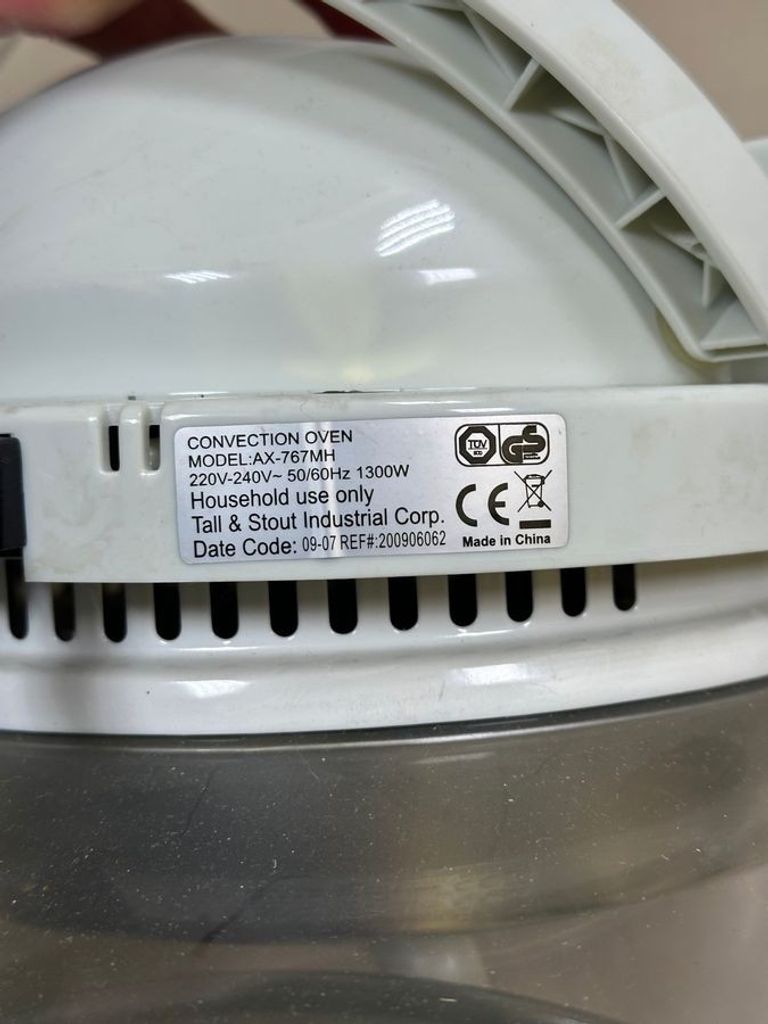 CONVECTION OVEN
MODEL:AX-767MH
220V-240V~ 50/60Hz 1300W
Household use only
Tall & Stout Industrial Corp.
Date Code: 09-07 REF#:200906062
TÜV
GS
CE
Made in China